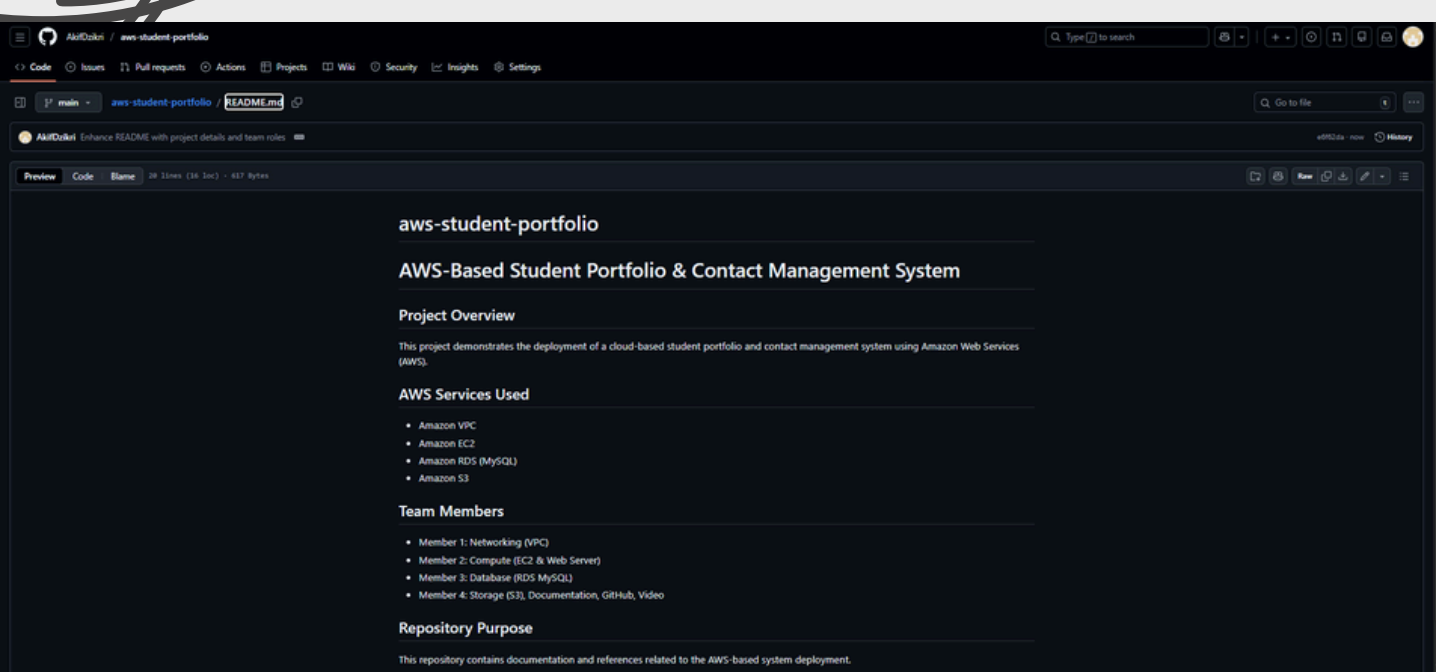 AkifDzikri / aws-student-portfolio
Type / to search
Code Issues Pull requests Actions Projects Wiki Security Insights Settings
main aws-student-portfolio / README.md
Go to file t
AkifDzikri Enhance README with project details and team roles
now History
Preview Code Blame 20 lines (16 loc) · 637 Bytes
Raw
aws-student-portfolio
AWS-Based Student Portfolio & Contact Management System
Project Overview
This project demonstrates the deployment of a cloud-based student portfolio and contact management system using Amazon Web Services
(AWS).
AWS Services Used
• Amazon VPC
• Amazon EC2
• Amazon RDS (MySQL)
• Amazon S3
Team Members
• Member 1: Networking (VPC)
• Member 2: Compute (EC2 & Web Server)
• Member 3: Database (RDS MySQL)
• Member 4: Storage (S3), Documentation, GitHub, Video
Repository Purpose
This repository contains documentation and references related to the AWS-based system deployment.